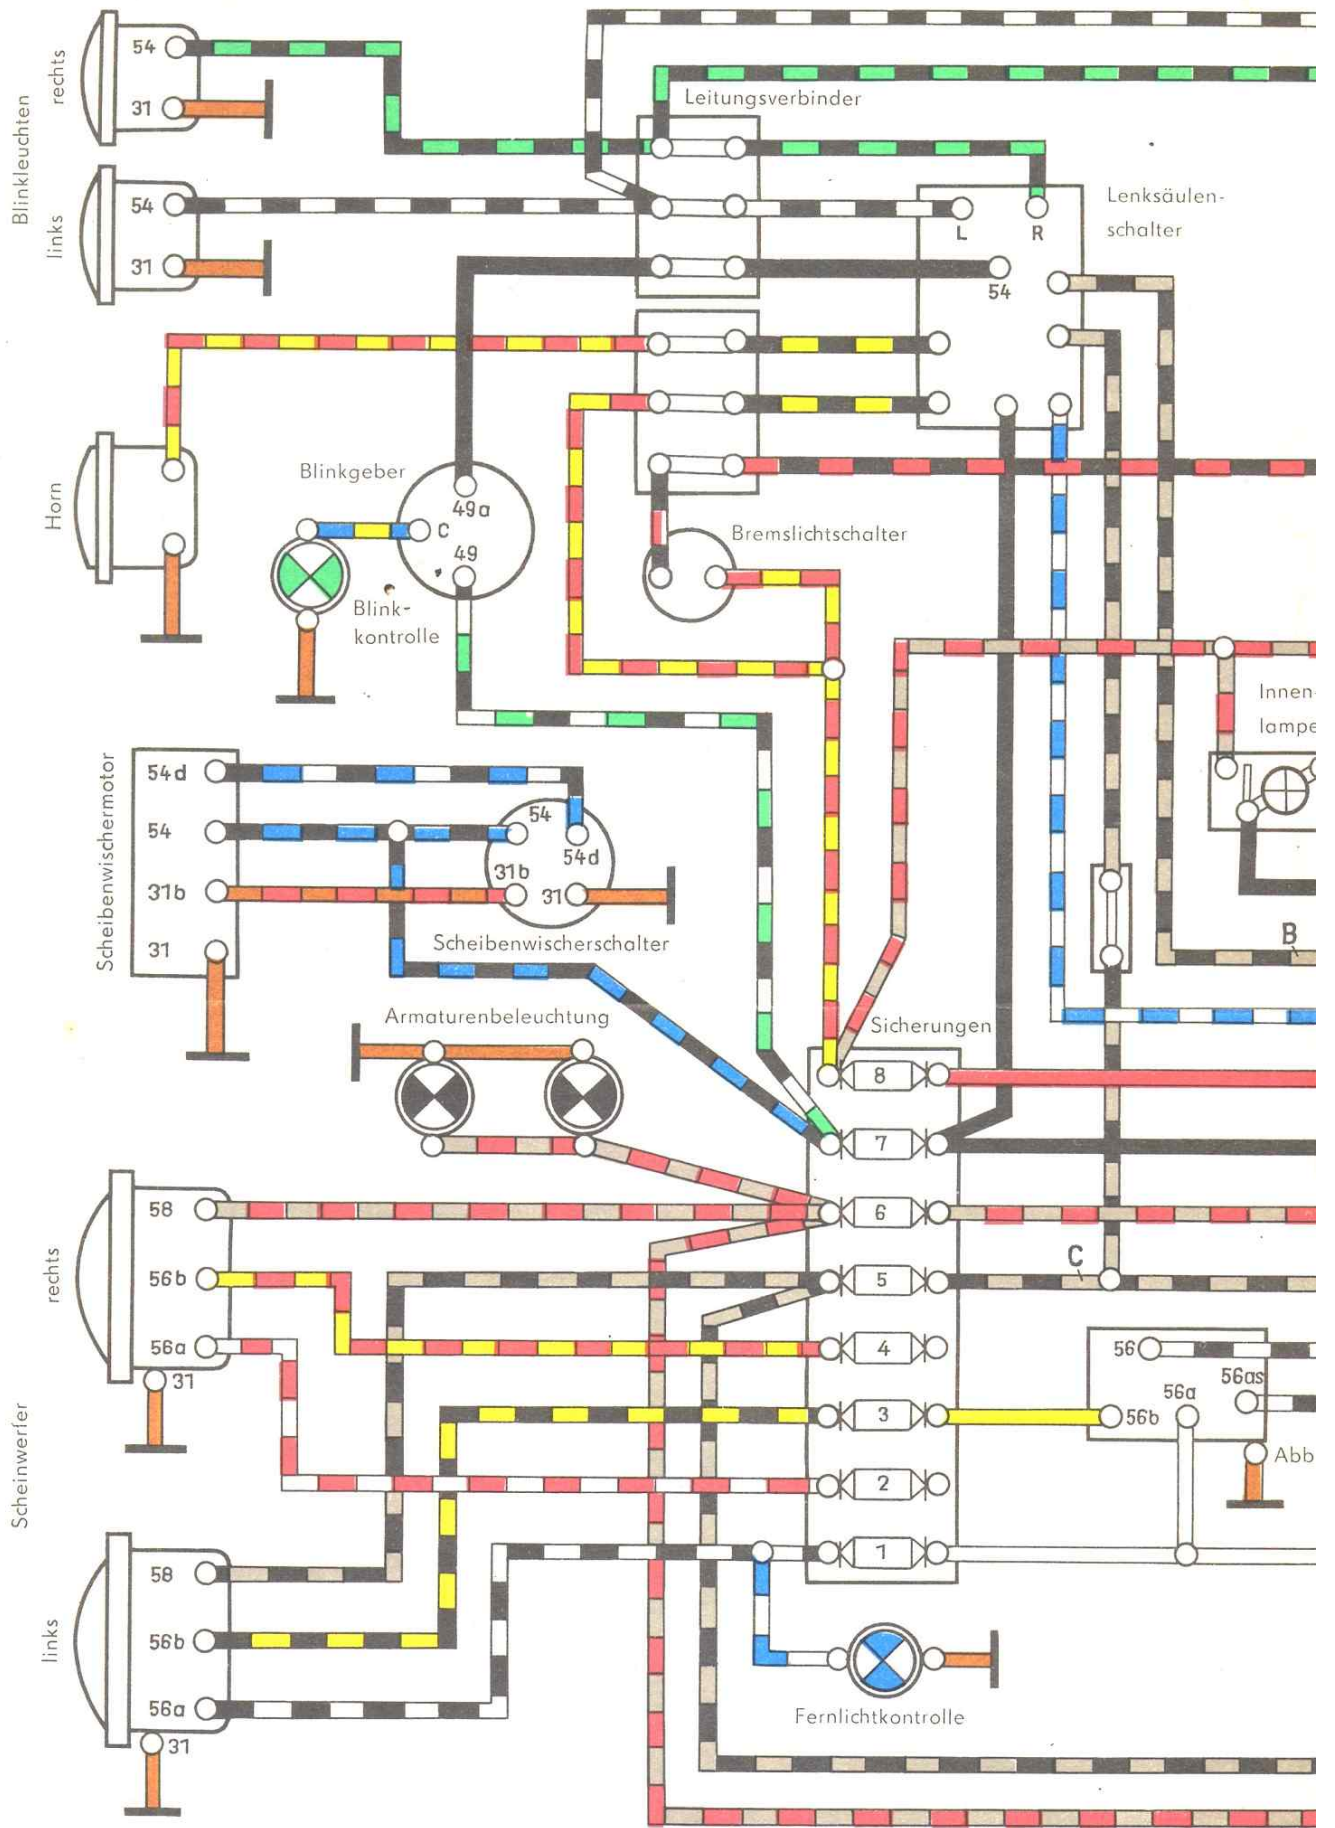 Blinkleuchten
rechts
54
31
links
54
31
Leitungsverbinder
Lenksäulen-
schalter
L
R
54
Horn
Blinkgeber
49a
C
49
Blink-
kontrolle
Bremslichtschalter
Innen-
lampe
Scheibenwischermotor
54d
54
31b
31
54
54d
31b
31
Scheibenwischerschalter
B
Armaturenbeleuchtung
Sicherungen
8
7
6
5
4
3
2
1
C
Scheinwerfer
rechts
58
56b
56a
31
links
58
56b
56a
31
56
56as
56a
56b
Abb
Fernlichtkontrolle